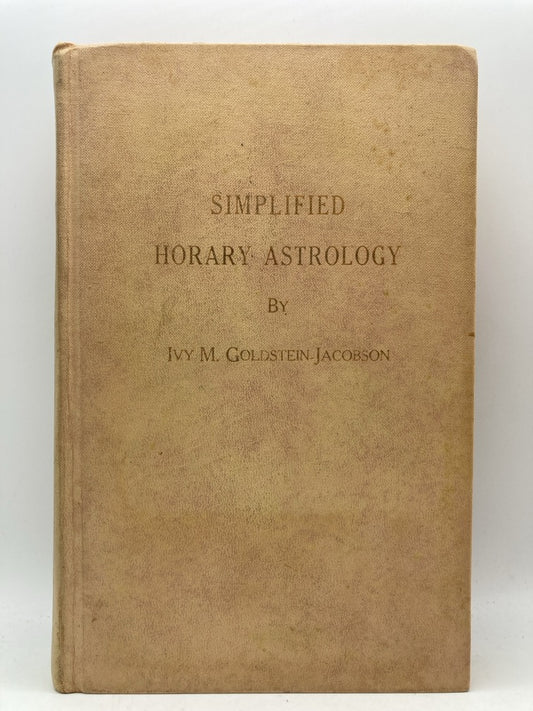 SIMPLIFIED
HORARY ASTROLOGY
BY
IVY M. GOLDSTEIN-JACOBSON